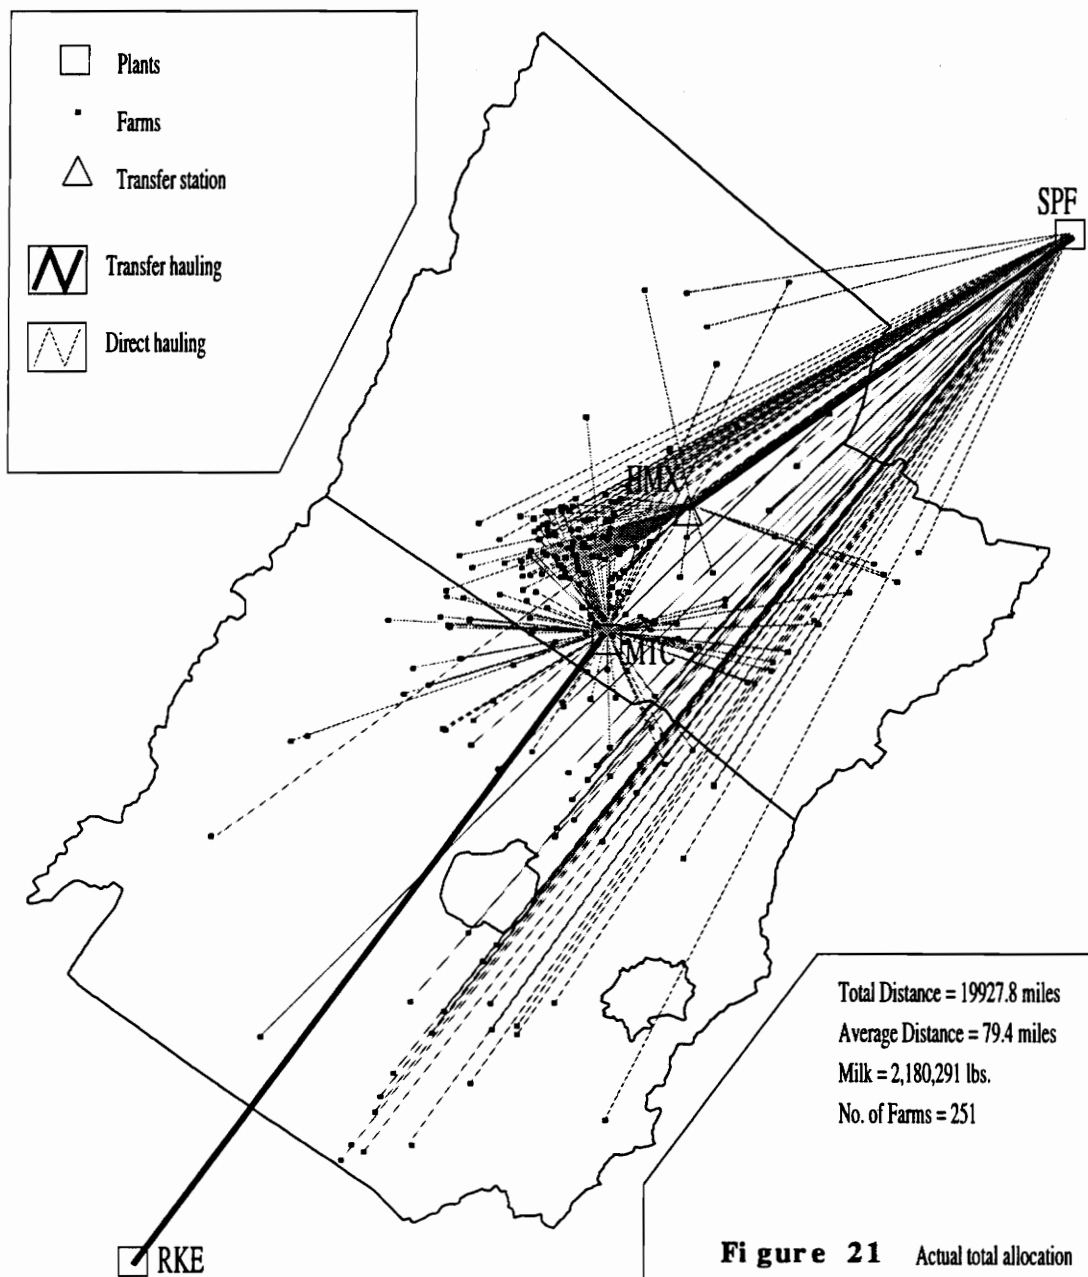 Plants
Farms
Transfer station
Transfer hauling
Direct hauling
SPF
HMX
MTC
RKE
Total Distance = 19927.8 miles
Average Distance = 79.4 miles
Milk = 2,180,291 lbs.
No. of Farms = 251
Figure 21 Actual total allocation